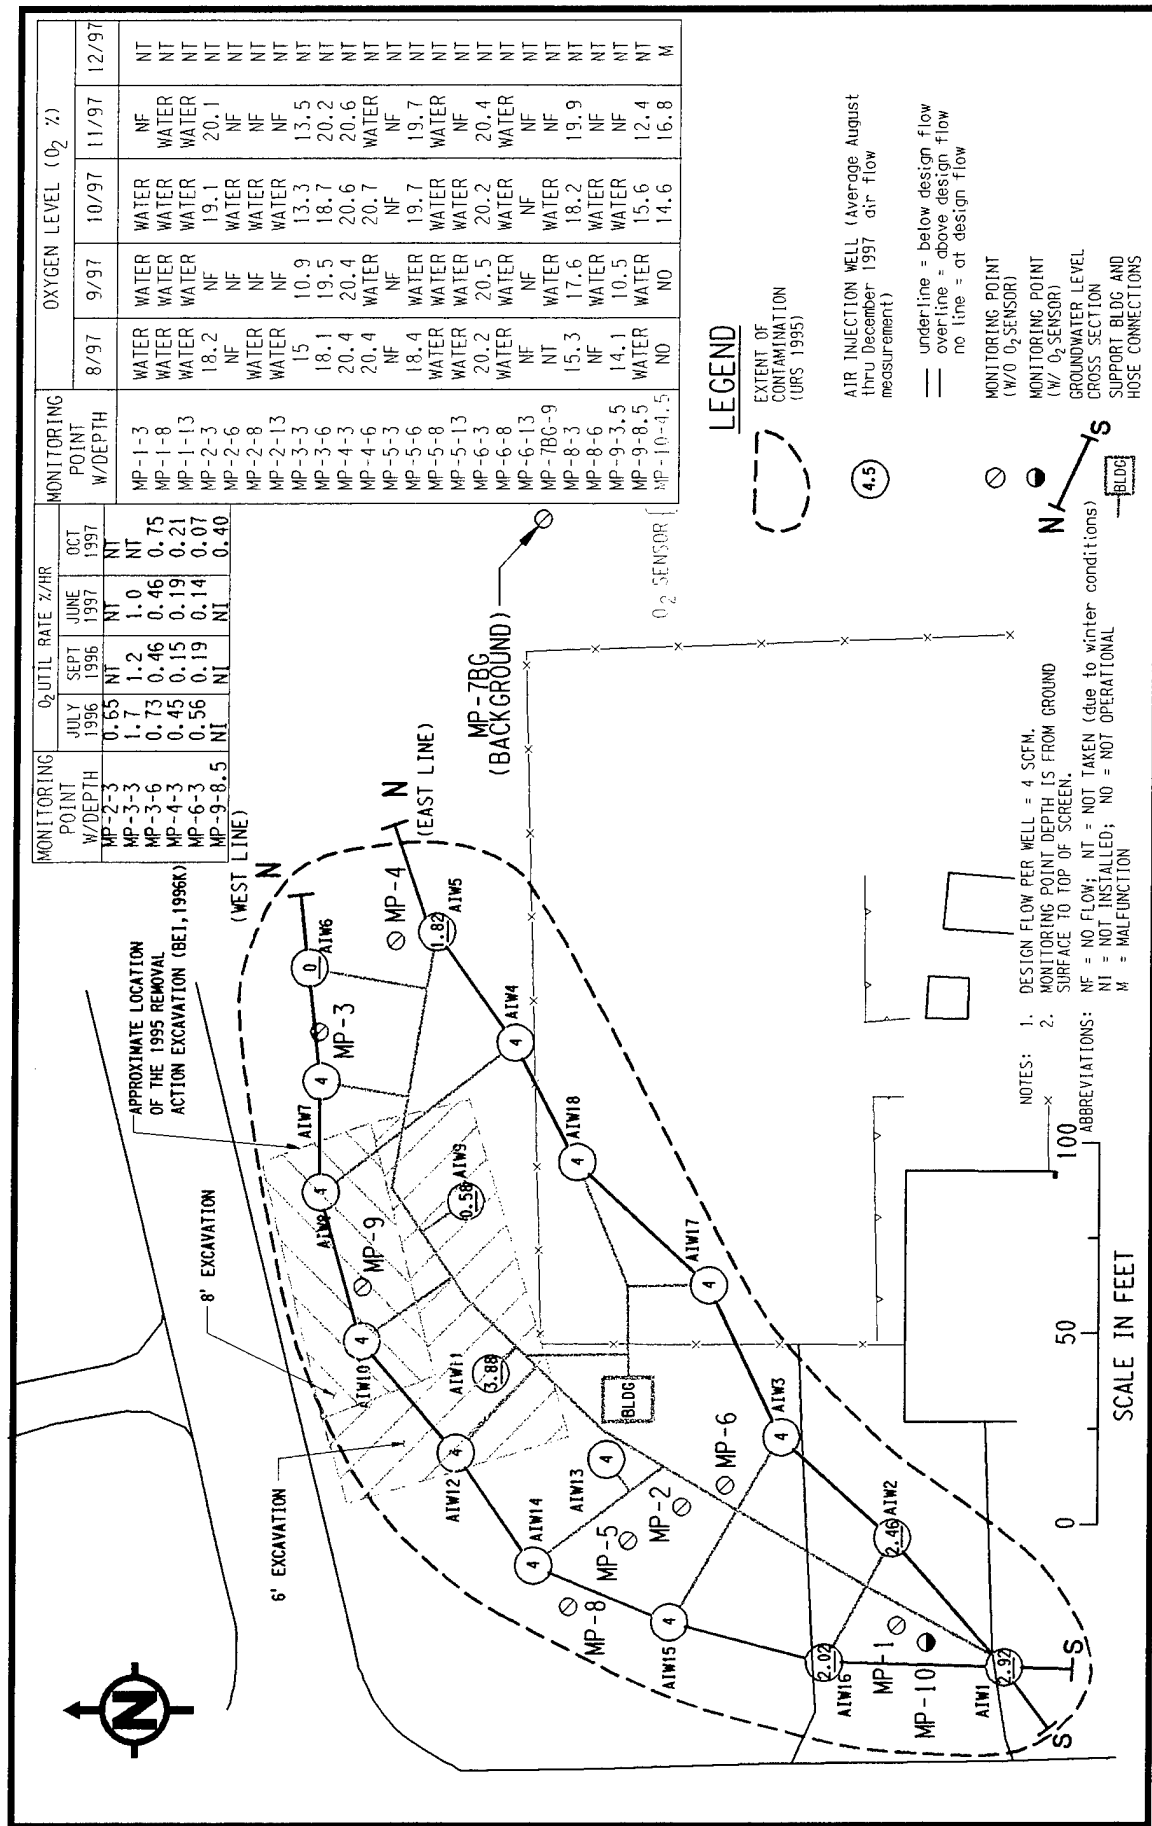 MONITORING POINT W/DEPTH O2 UTIL RATE %/HR
JULY 1996 SEPT 1996 JUNE 1997 OCT 1997
MP-2-3 0.65 NT NT NT
MP-3-3 1.7 1.2 1.0 NT
MP-3-6 0.73 0.46 0.46 0.75
MP-4-3 0.45 0.15 0.19 0.21
MP-6-3 0.56 0.19 0.14 0.07
MP-9-8.5 NI NI NI 0.40
MONITORING POINT W/DEPTH OXYGEN LEVEL (O2 %)
8/97 9/97 10/97 11/97 12/97
MP-1-3 WATER WATER WATER NF NT
MP-1-8 WATER WATER WATER WATER NT
MP-1-13 WATER WATER WATER WATER NT
MP-2-3 18.2 NF 19.1 20.1 NT
MP-2-6 NF NF WATER NF NT
MP-2-8 WATER NF WATER NF NT
MP-2-13 WATER NF WATER NF NT
MP-3-3 15 10.9 13.3 13.5 NT
MP-3-6 18.1 19.5 18.7 20.2 NT
MP-4-3 20.4 20.4 20.6 20.6 NT
MP-4-6 20.4 WATER 20.7 WATER NT
MP-5-3 NF NF NF NF NT
MP-5-6 18.4 18.6 19.7 19.7 NT
MP-5-8 WATER WATER WATER WATER NT
MP-5-13 WATER WATER WATER NF NT
MP-6-3 20.2 20.5 20.2 20.4 NT
MP-6-8 WATER WATER WATER WATER NT
MP-6-13 NF NF NF NF NT
MP-7BG-9 NT WATER WATER NF NT
MP-8-3 15.3 17.6 18.2 19.9 NT
MP-8-6 NF WATER WATER NF NT
MP-9-3.5 14.1 10.5 WATER NF NT
MP-9-8.5 WATER WATER 15.6 12.4 NT
O2 SENSOR MP-10-4.5 NO NO 14.6 16.8 M
N
APPROXIMATE LOCATION
OF THE 1995 REMOVAL
ACTION EXCAVATION (BEI,1996K)
8' EXCAVATION
6' EXCAVATION
(WEST LINE)
N
N
(EAST LINE)
MP-7BG
(BACKGROUND)
0
AIW6
MP-3
4
AIW7
MP-4
1.82
AIW5
4
AIW8
4
AIW4
MP-9
0.58
AIW9
4
AIW18
4
AIW10
3.88
AIW11
4
AIW17
4
AIW12
BLDG
4
AIW13
4
AIW3
4
AIW14
MP-5
MP-2
MP-6
MP-8
4
AIW15
2.46
AIW2
2.02
AIW16
MP-1
MP-10
2.92
AIW1
S
S
LEGEND
EXTENT OF
CONTAMINATION
(URS 1995)
4.5
AIR INJECTION WELL (Average August
thru December 1997 air flow
measurement)
underline = below design flow
overline = above design flow
no line = at design flow
MONITORING POINT
(W/O O2 SENSOR)
MONITORING POINT
(W/ O2 SENSOR)
N S
GROUNDWATER LEVEL
CROSS SECTION
BLDG
SUPPORT BLDG AND
HOSE CONNECTIONS
NOTES: 1. DESIGN FLOW PER WELL = 4 SCFM.
2. MONITORING POINT DEPTH IS FROM GROUND
SURFACE TO TOP OF SCREEN.
ABBREVIATIONS: NF = NO FLOW; NT = NOT TAKEN (due to winter conditions)
NI = NOT INSTALLED; NO = NOT OPERATIONAL
M = MALFUNCTION
0 50 100
SCALE IN FEET